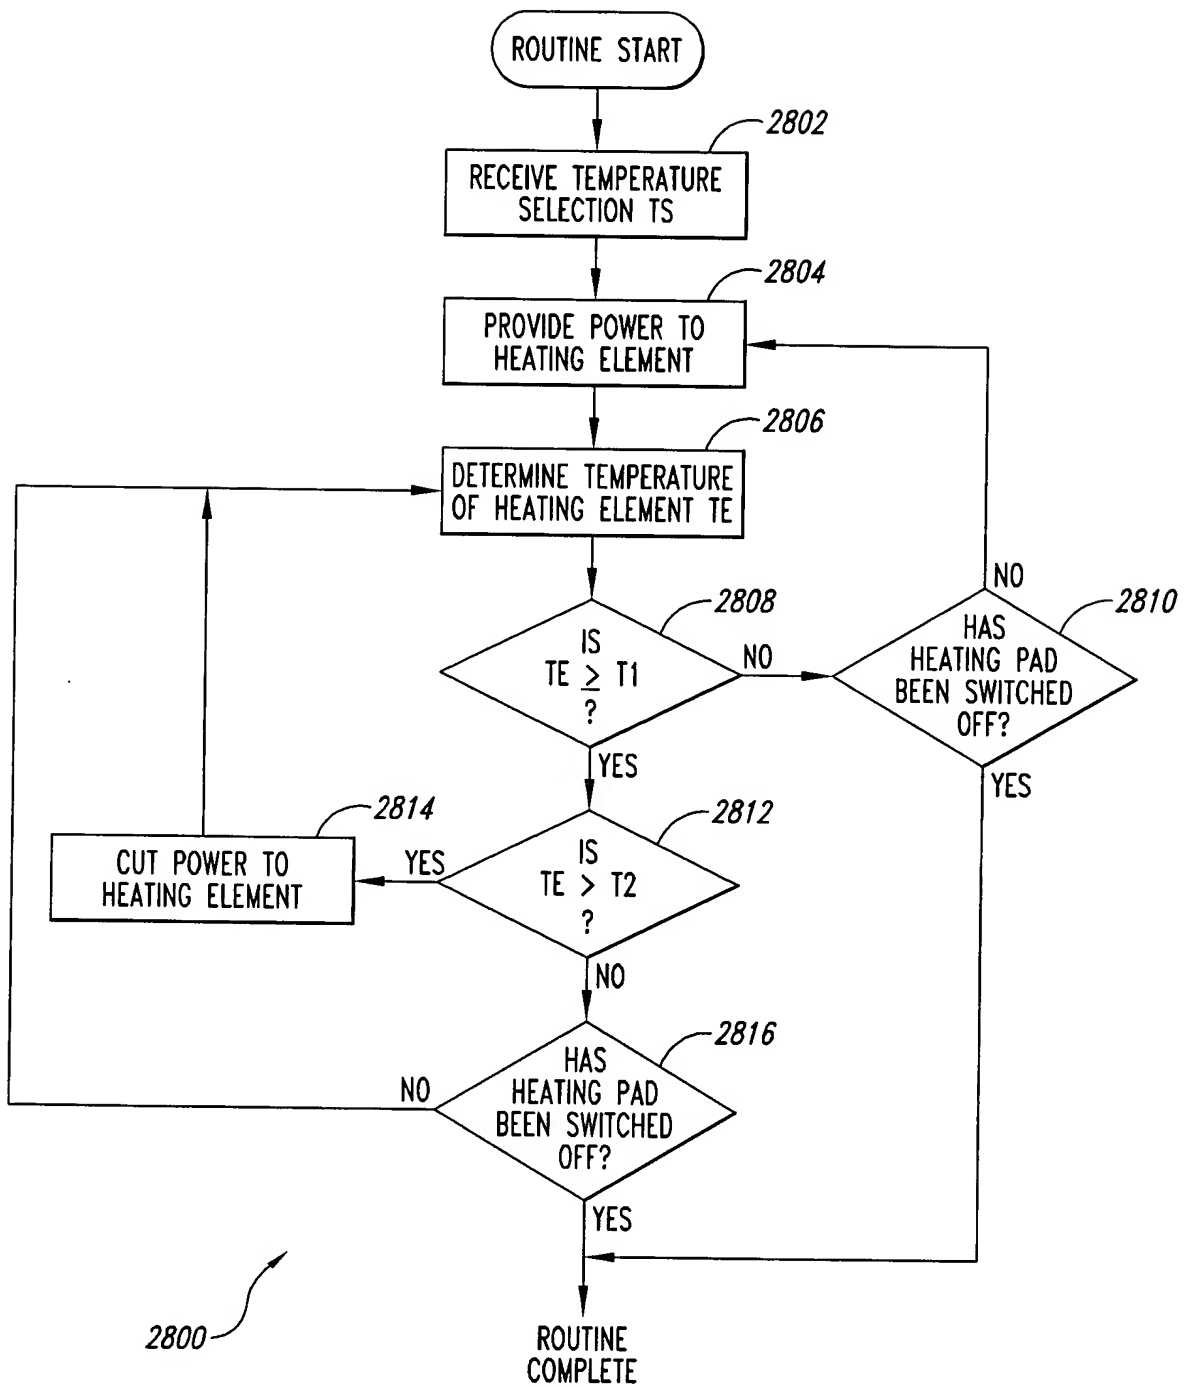 ROUTINE START
2802
RECEIVE TEMPERATURE
SELECTION TS
2804
PROVIDE POWER TO
HEATING ELEMENT
2806
DETERMINE TEMPERATURE
OF HEATING ELEMENT TE
2808
IS
TE ≥ T1
?
NO
YES
2810
HAS
HEATING PAD
BEEN SWITCHED
OFF?
NO
YES
2812
IS
TE > T2
?
YES
NO
2814
CUT POWER TO
HEATING ELEMENT
2816
HAS
HEATING PAD
BEEN SWITCHED
OFF?
NO
YES
2800
ROUTINE
COMPLETE